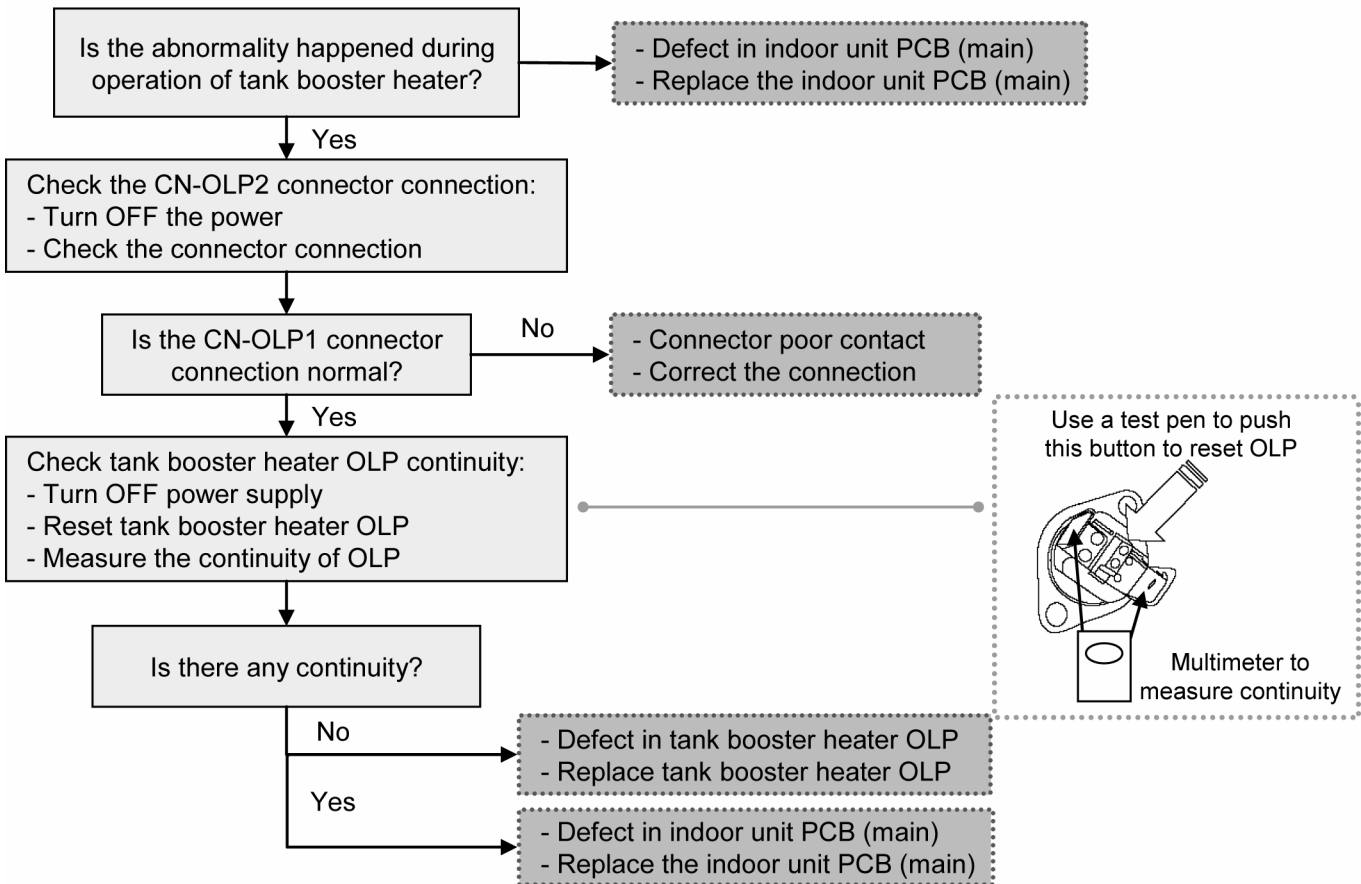 Is the abnormality happened during
operation of tank booster heater?
- Defect in indoor unit PCB (main)
- Replace the indoor unit PCB (main)
Yes
Check the CN-OLP2 connector connection:
- Turn OFF the power
- Check the connector connection
Is the CN-OLP1 connector
connection normal?
No
- Connector poor contact
- Correct the connection
Yes
Check tank booster heater OLP continuity:
- Turn OFF power supply
- Reset tank booster heater OLP
- Measure the continuity of OLP
Use a test pen to push
this button to reset OLP
Multimeter to
measure continuity
Is there any continuity?
No
- Defect in tank booster heater OLP
- Replace tank booster heater OLP
Yes
- Defect in indoor unit PCB (main)
- Replace the indoor unit PCB (main)